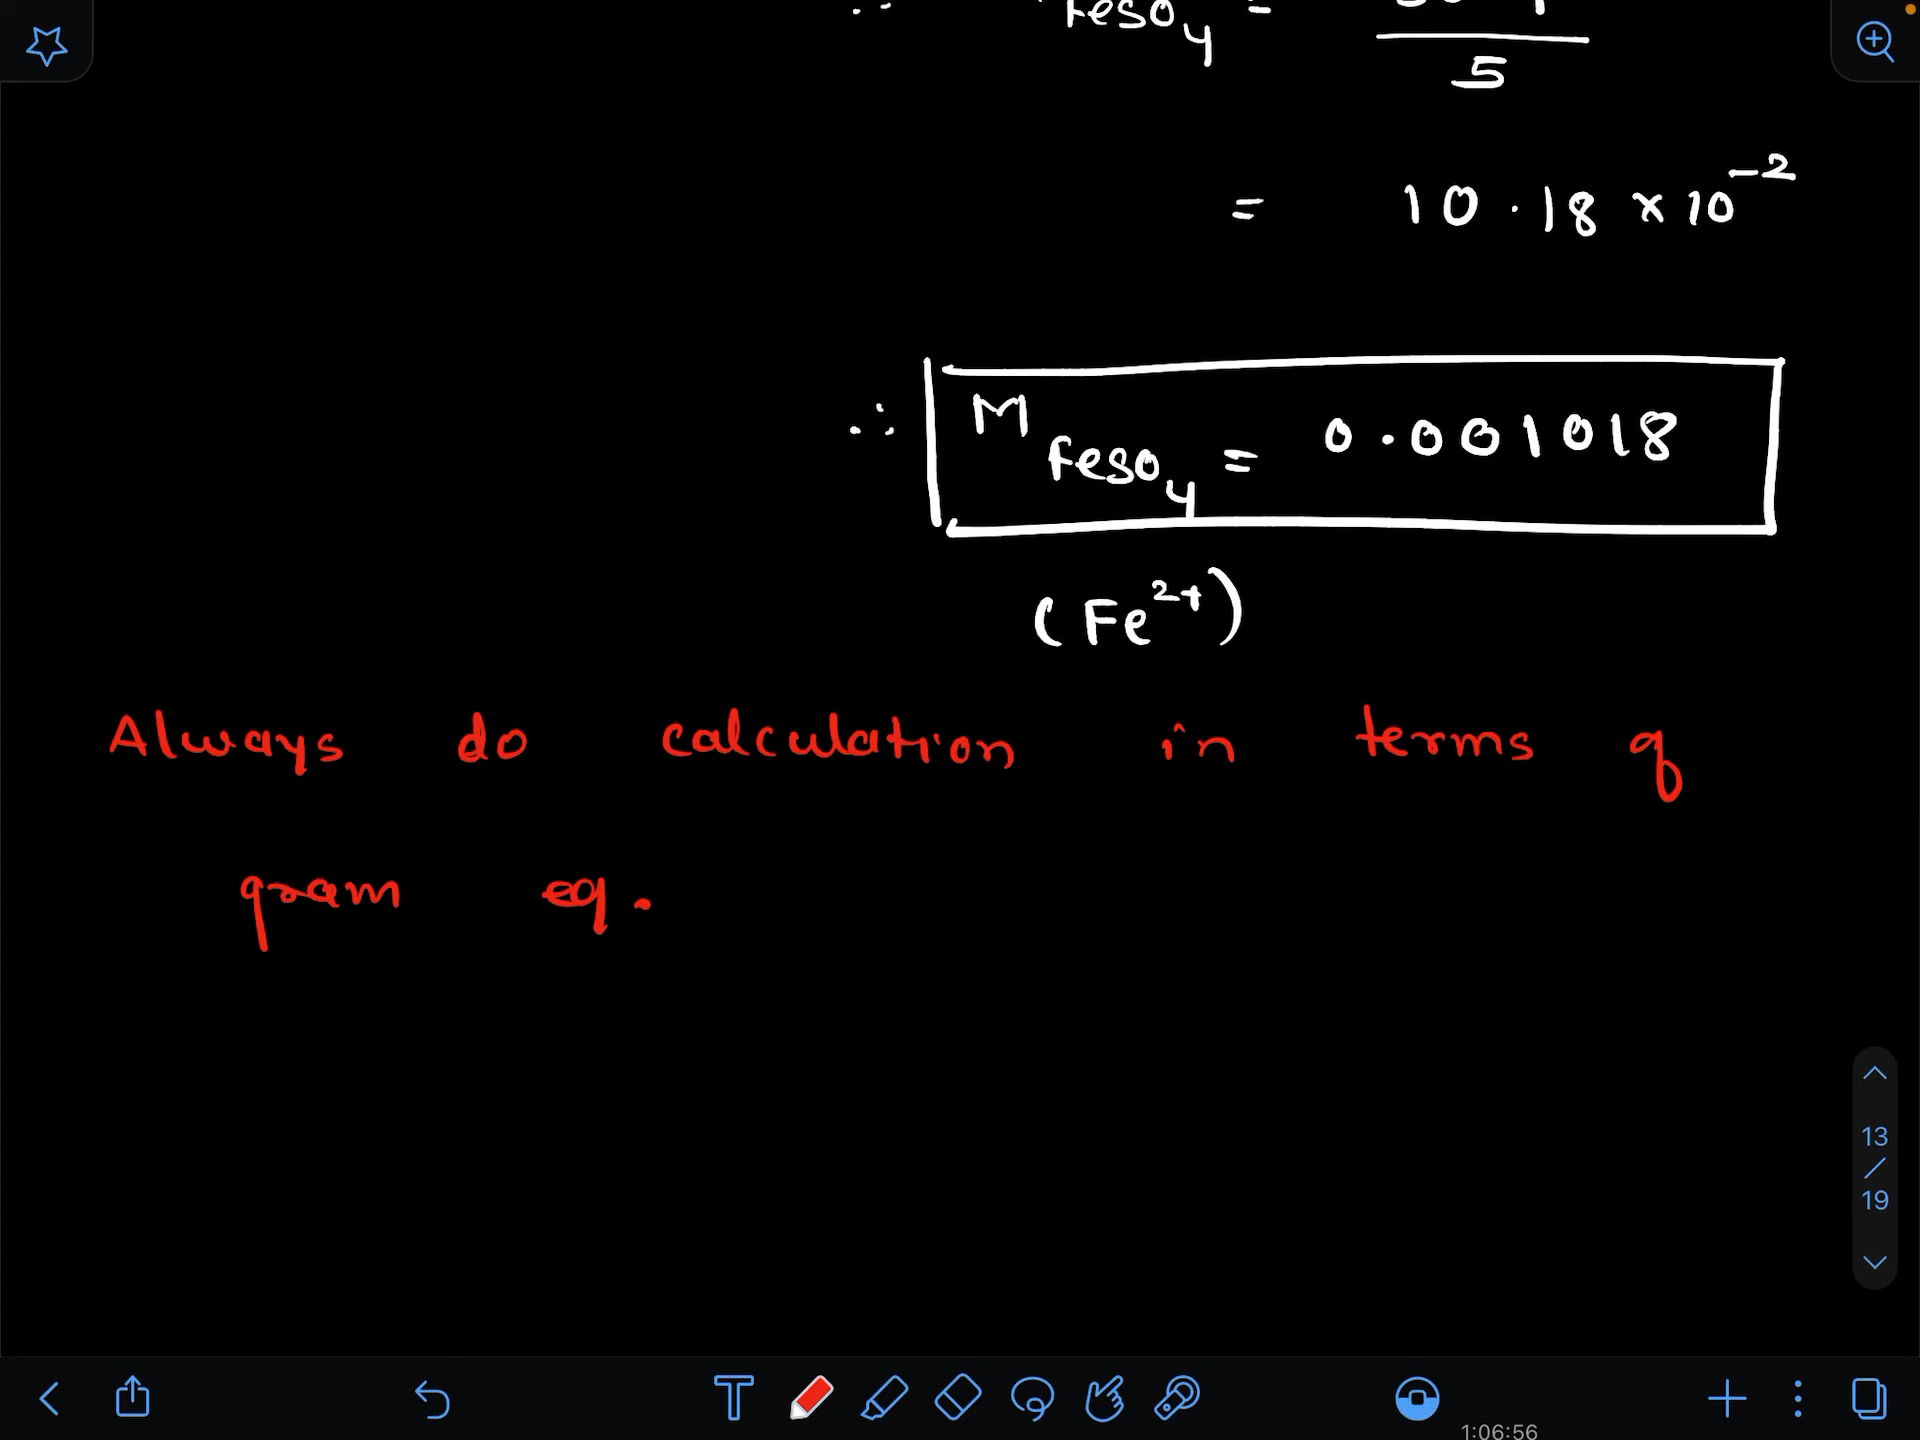 ∴ FeSO₄ =
5
= 10.18 × 10⁻²
∴ M FeSO₄ = 0.001018
(Fe²⁺)
Always do calculation in terms of
gram eq.
13
/
19
1:06:56